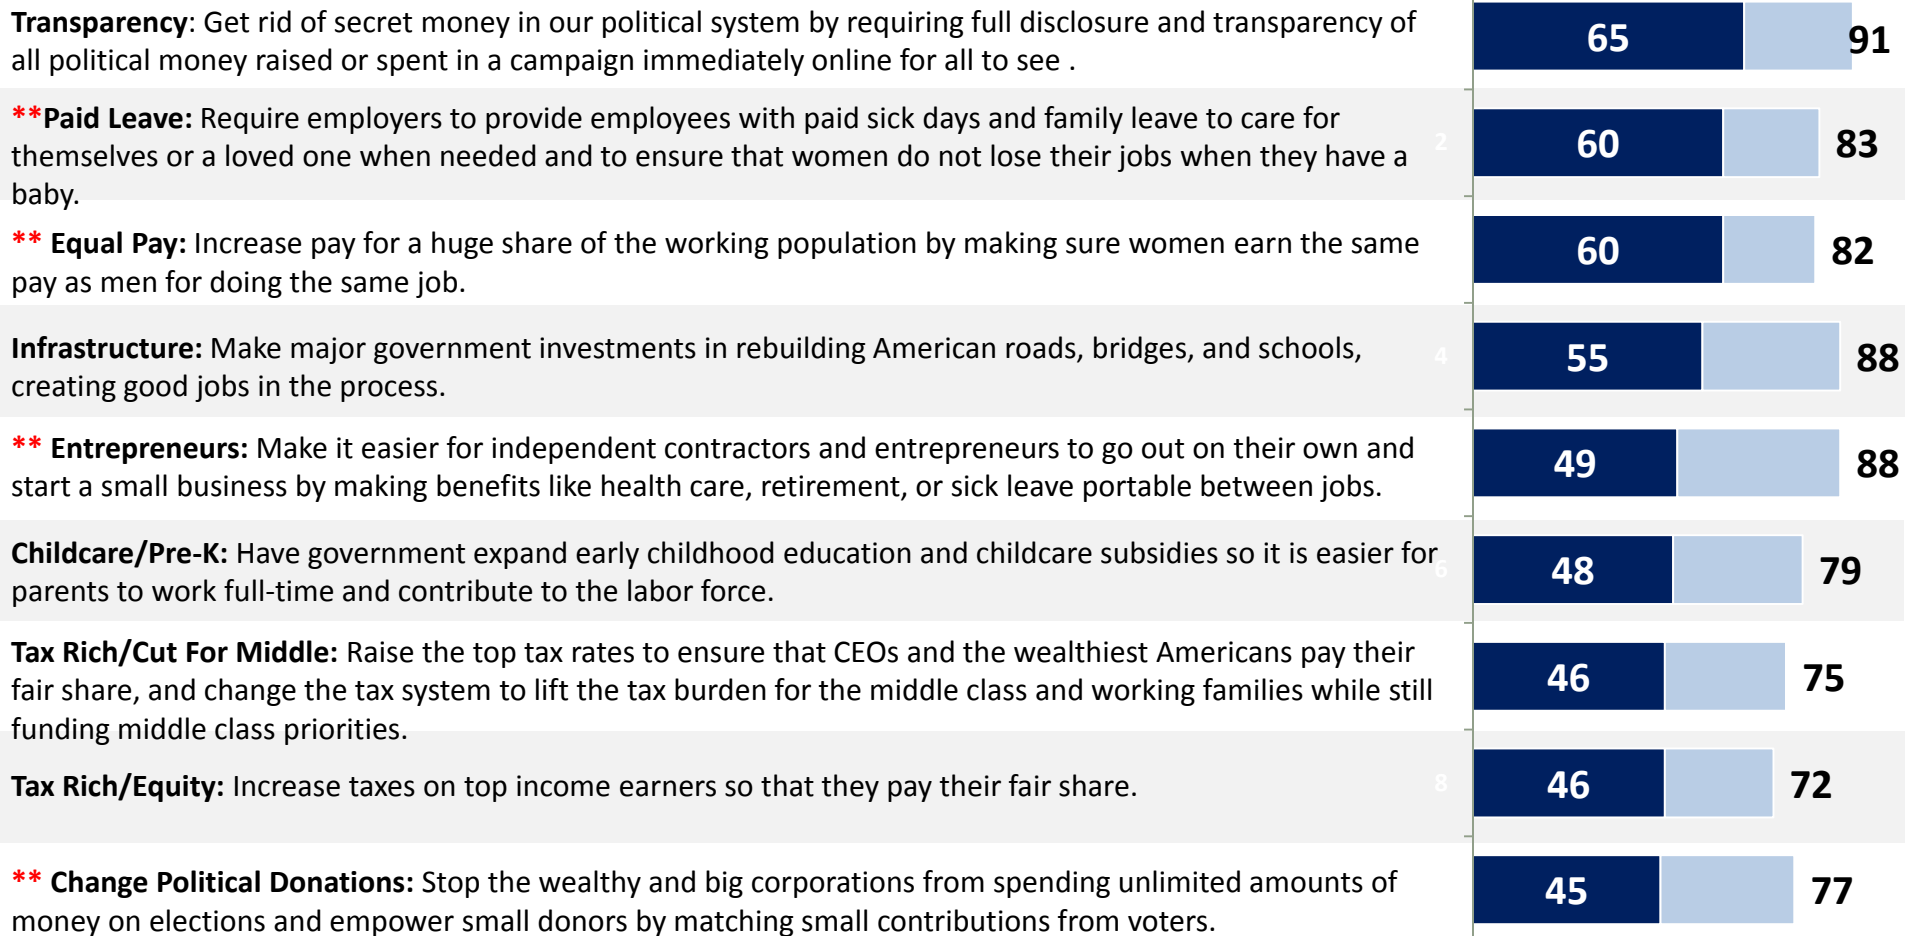 Transparency: Get rid of secret money in our political system by requiring full disclosure and transparency of
all political money raised or spent in a campaign immediately online for all to see .
65 91
**Paid Leave: Require employers to provide employees with paid sick days and family leave to care for
themselves or a loved one when needed and to ensure that women do not lose their jobs when they have a
baby.
2
60 83
** Equal Pay: Increase pay for a huge share of the working population by making sure women earn the same
pay as men for doing the same job.
60 82
Infrastructure: Make major government investments in rebuilding American roads, bridges, and schools,
creating good jobs in the process.
4
55 88
** Entrepreneurs: Make it easier for independent contractors and entrepreneurs to go out on their own and
start a small business by making benefits like health care, retirement, or sick leave portable between jobs.
49 88
Childcare/Pre-K: Have government expand early childhood education and childcare subsidies so it is easier for
parents to work full-time and contribute to the labor force.
6
48 79
Tax Rich/Cut For Middle: Raise the top tax rates to ensure that CEOs and the wealthiest Americans pay their
fair share, and change the tax system to lift the tax burden for the middle class and working families while still
funding middle class priorities.
46 75
Tax Rich/Equity: Increase taxes on top income earners so that they pay their fair share.
8
46 72
** Change Political Donations: Stop the wealthy and big corporations from spending unlimited amounts of
money on elections and empower small donors by matching small contributions from voters.
45 77